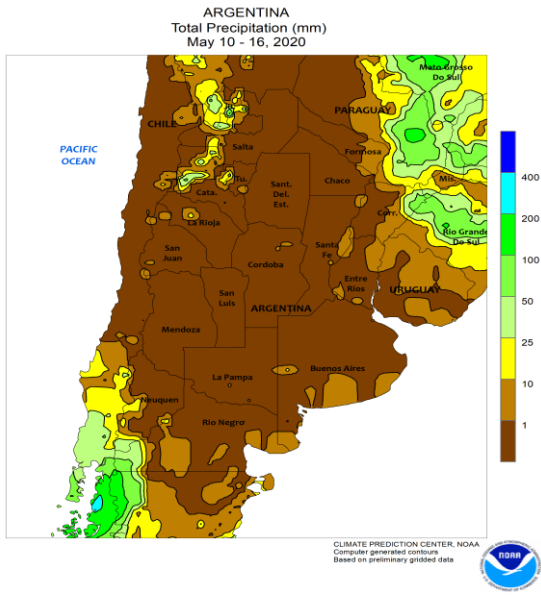 ARGENTINA
Total Precipitation (mm)
May 10 - 16, 2020
Mato Grosso
Do Sul
PACIFIC
OCEAN
PARAGUAY
CHILE
Salta
Formosa
Tu.
Chaco
Mis.
Cata.
Sant.
Del.
Est.
Corr.
La Rioja
Rio Grande
Do Sul
San
Juan
Santa
Fe
Cordoba
Entre
Rios
URUGUAY
San
Luis
ARGENTINA
Mendoza
Buenos Aires
La Pampa
Neuquen
Rio Negro
400
200
100
50
25
10
1
CLIMATE PREDICTION CENTER, NOAA
Computer generated contours
Based on preliminary gridded data
NOAA